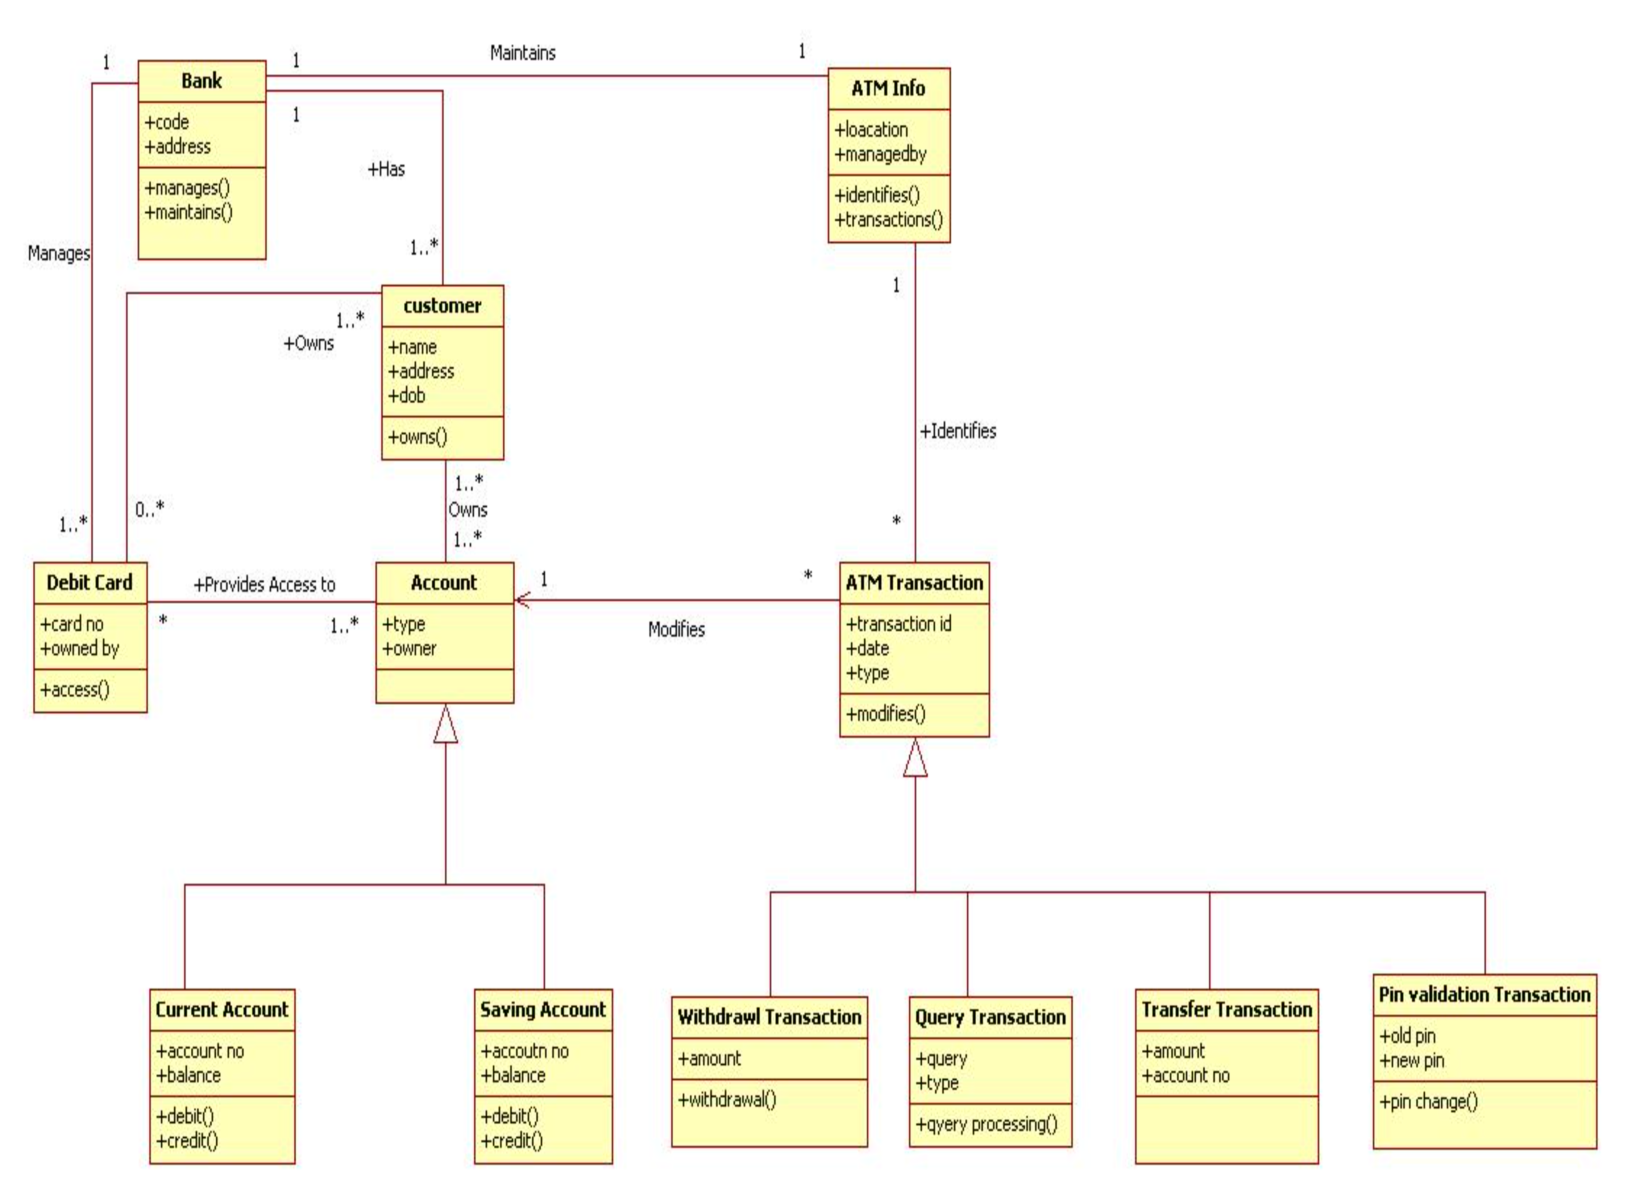 1
Bank
+code
+address
+manages()
+maintains()
1
Maintains
1
1
+Has
1..*
ATM Info
+loacation
+managedby
+identifies()
+transactions()
Manages
1..*
+Owns
customer
+name
+address
+dob
+owns()
1
+Identifies
*
1..*
0..*
1..*
Owns
1..*
Debit Card
+card no
+owned by
+access()
+Provides Access to
*
1..*
Account
+type
+owner
1
*
Modifies
ATM Transaction
+transaction id
+date
+type
+modifies()
Current Account
+account no
+balance
+debit()
+credit()
Saving Account
+accoutn no
+balance
+debit()
+credit()
Withdrawl Transaction
+amount
+withdrawal()
Query Transaction
+query
+type
+qyery processing()
Transfer Transaction
+amount
+account no
Pin validation Transaction
+old pin
+new pin
+pin change()